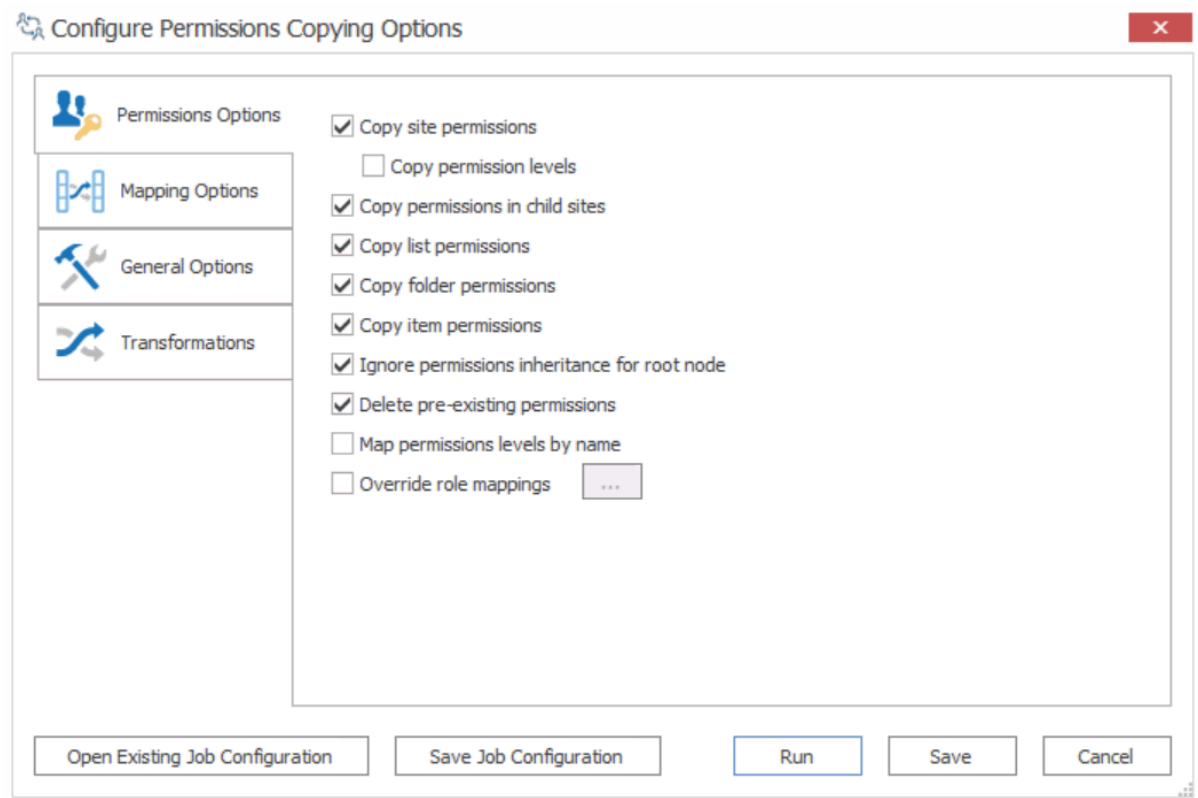 Configure Permissions Copying Options
Permissions Options
Mapping Options
General Options
Transformations
Copy site permissions
Copy permission levels
Copy permissions in child sites
Copy list permissions
Copy folder permissions
Copy item permissions
Ignore permissions inheritance for root node
Delete pre-existing permissions
Map permissions levels by name
Override role mappings ...
Open Existing Job Configuration Save Job Configuration Run Save Cancel